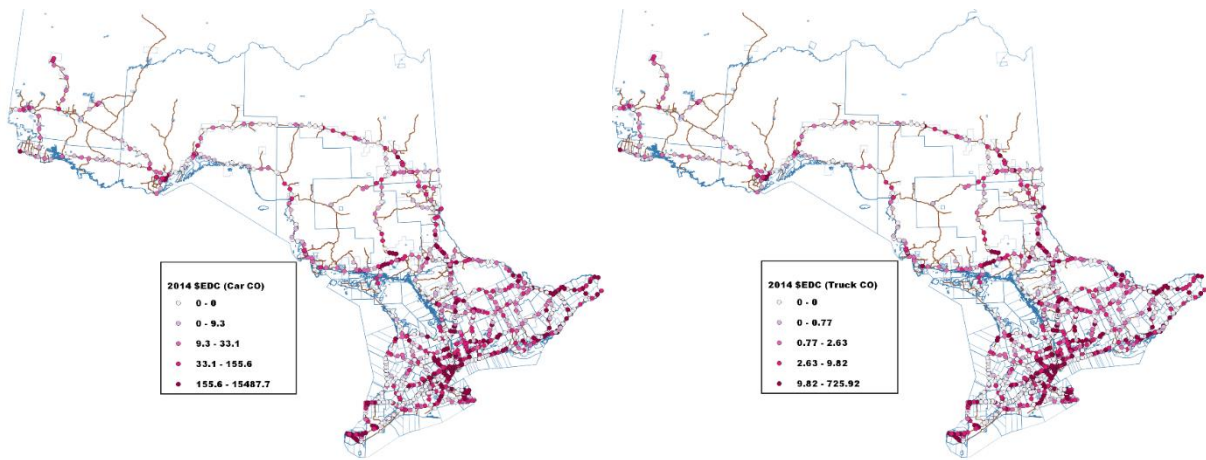 2014 $EDC (Car CO)
0 - 0
0 - 9.3
9.3 - 33.1
33.1 - 155.6
155.6 - 15487.7
2014 $EDC (Truck CO)
0 - 0
0 - 0.77
0.77 - 2.63
2.63 - 9.82
9.82 - 725.92